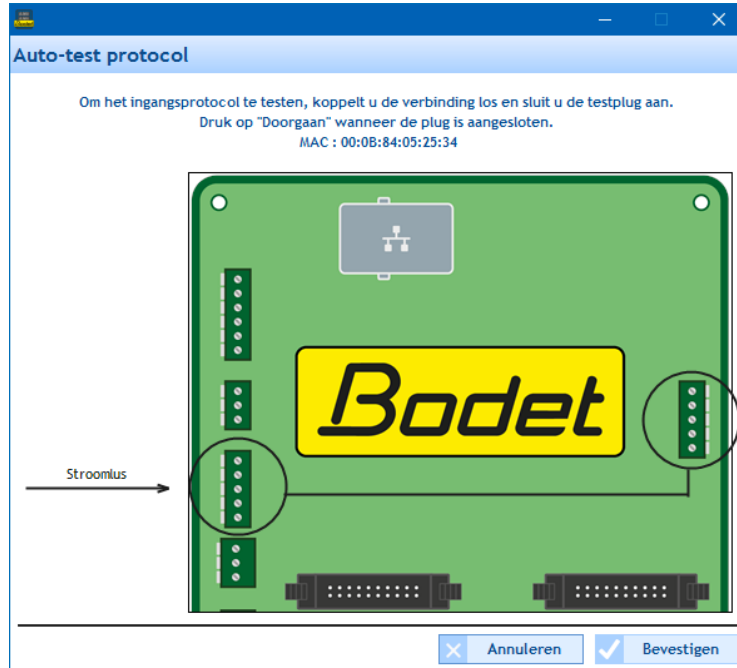 Auto-test protocol
Om het ingangsprotocol te testen, koppelt u de verbinding los en sluit u de testplug aan.
Druk op "Doorgaan" wanneer de plug is aangesloten.
MAC : 00:0B:84:05:25:34
Bodet
Stroomlus
Annuleren
Bevestigen